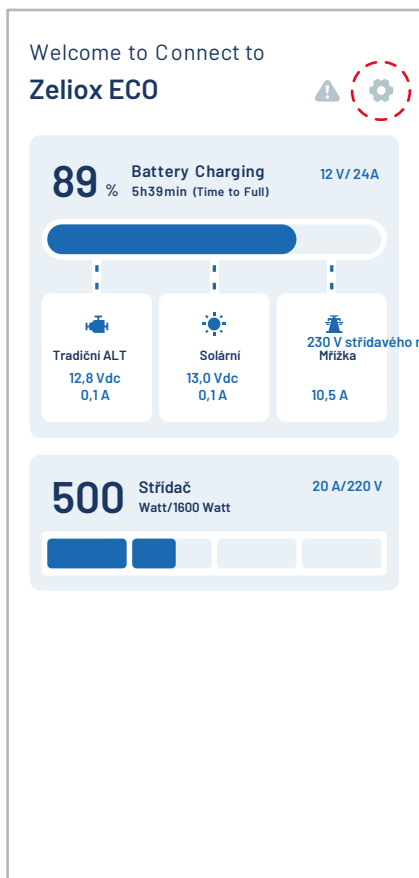 Welcome to Connect to
Zeliox ECO
89 % Battery Charging 12 V/ 24A
5h39min (Time to Full)
Tradiční ALT
12,8 Vdc
0,1 A
Solární
13,0 Vdc
0,1 A
230 V střídavého
Mřížka
10,5 A
500 Střídač 20 A/220 V
Watt/1600 Watt